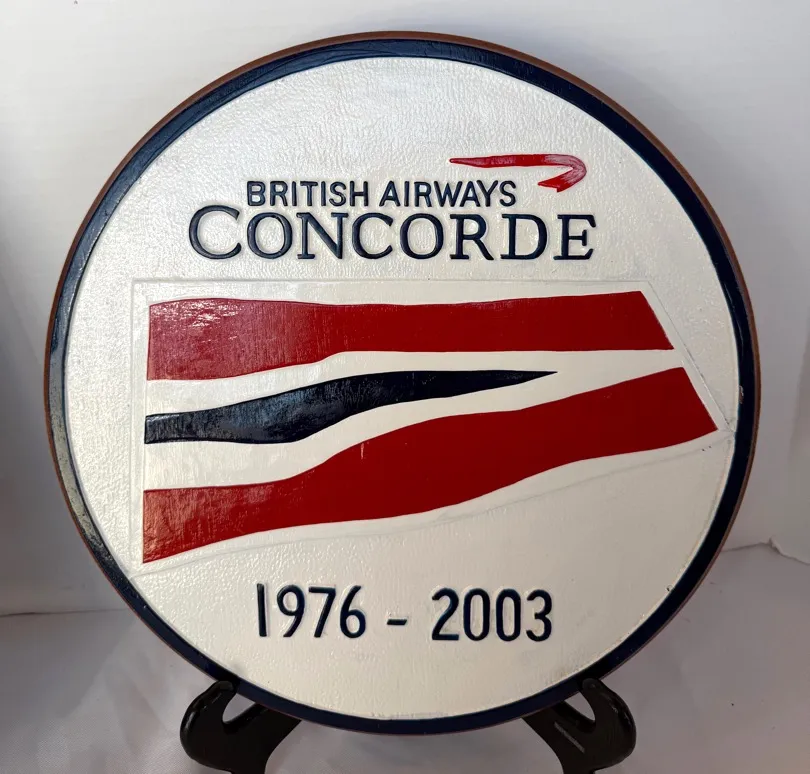 BRITISH AIRWAYS
CONCORDE
1976 - 2003